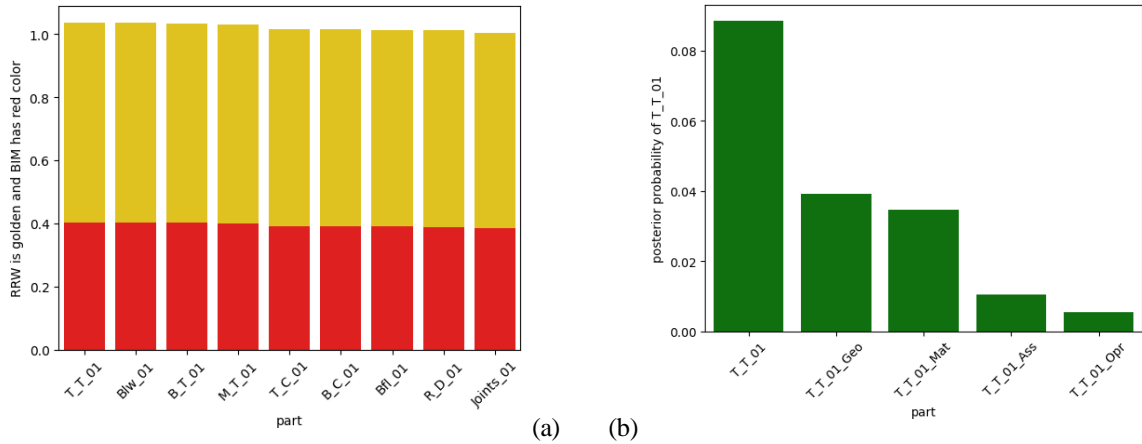 RRW is golden and BIM has red color
1.0
0.8
0.6
0.4
0.2
0.0
T_T_01
Blw_01
B_T_01
M_T_01
T_C_01
B_C_01
Bfl_01
R_D_01
Joints_01
part
(a)
(b)
posterior probability of T_T_01
0.08
0.06
0.04
0.02
0.00
T_T_01
T_T_01_Geo
T_T_01_Mat
T_T_01_Ass
T_T_01_Opr
part